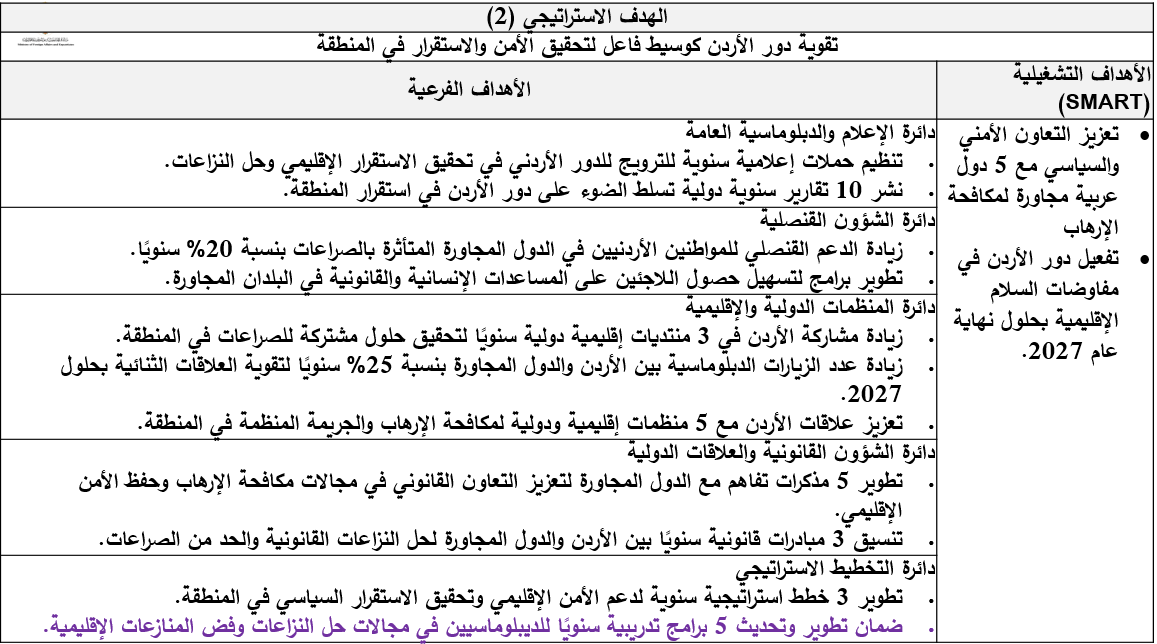 الهدف الاستراتيجي (2)
تقوية دور الأردن كوسيط فاعل لتحقيق الأمن والاستقرار في المنطقة
الأهداف التشغيلية
(SMART)
الأهداف الفرعية
• تعزيز التعاون الأمني
والسياسي مع 5 دول
عربية مجاورة لمكافحة
الإرهاب
• تفعيل دور الأردن في
مفاوضات السلام
الإقليمية بحلول نهاية
عام 2027.
دائرة الإعلام والدبلوماسية العامة
• تنظيم حملات إعلامية سنوية للترويج للدور الأردني في تحقيق الاستقرار الإقليمي وحل النزاعات.
• نشر 10 تقارير سنوية دولية تسلط الضوء على دور الأردن في استقرار المنطقة.
دائرة الشؤون القنصلية
• زيادة الدعم القنصلي للمواطنين الأردنيين في الدول المجاورة المتأثرة بالصراعات بنسبة 20% سنويًا.
• تطوير برامج لتسهيل حصول اللاجئين على المساعدات الإنسانية والقانونية في البلدان المجاورة.
دائرة المنظمات الدولية والإقليمية
• زيادة مشاركة الأردن في 3 منتديات إقليمية دولية سنويًا لتحقيق حلول مشتركة للصراعات في المنطقة.
• زيادة عدد الزيارات الدبلوماسية بين الأردن والدول المجاورة بنسبة 25% سنويًا لتقوية العلاقات الثنائية بحلول
2027.
• تعزيز علاقات الأردن مع 5 منظمات إقليمية ودولية لمكافحة الإرهاب والجريمة المنظمة في المنطقة.
دائرة الشؤون القانونية والعلاقات الدولية
• تطوير 5 مذكرات تفاهم مع الدول المجاورة لتعزيز التعاون القانوني في مجالات مكافحة الإرهاب وحفظ الأمن
الإقليمي.
• تنسيق 3 مبادرات قانونية سنويًا بين الأردن والدول المجاورة لحل النزاعات القانونية والحد من الصراعات.
دائرة التخطيط الاستراتيجي
• تطوير 3 خطط استراتيجية سنوية لدعم الأمن الإقليمي وتحقيق الاستقرار السياسي في المنطقة.
• ضمان تطوير وتحديث 5 برامج تدريبية سنويًا للديبلوماسيين في مجالات حل النزاعات وفض المنازعات الإقليمية.